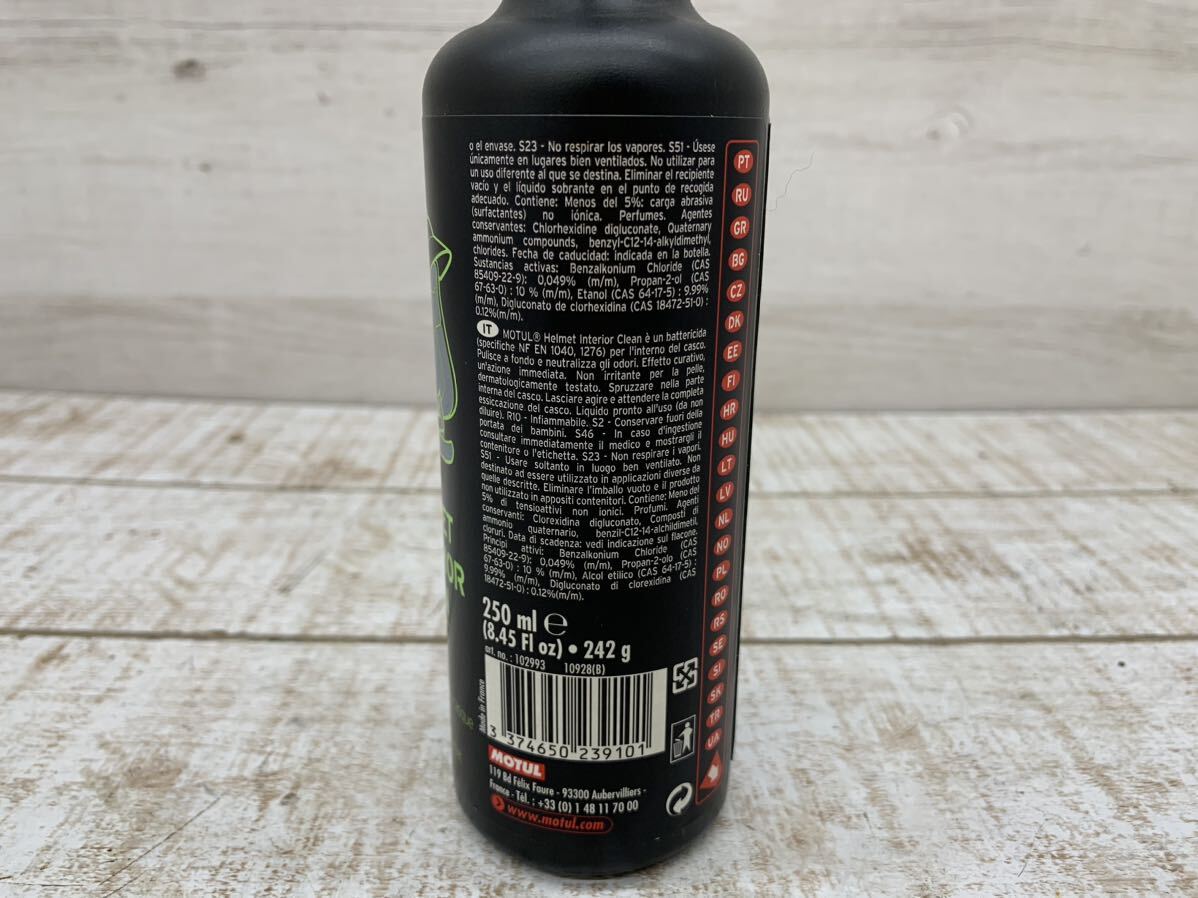 o el envase. S23 - No respirar los vapores. S51 - Úsese
únicamente en lugares bien ventilados. No utilizar para
un uso diferente al que se destina. Eliminar el recipiente
vacío y el líquido sobrante en el punto de recogida
adecuado. Contiene: Menos del 5%: carga abrasiva
(surfactantes) no iónica. Perfumes. Agentes
conservantes: Chlorhexidine digluconate, Quaternary
ammonium compounds, benzyl-C12-14-alkyldimethyl,
chlorides. Fecha de caducidad: indicada en la botella.
Sustancias activas: Benzalkonium Chloride (CAS
85409-22-9): 0,049% (m/m), Propan-2-ol (CAS
67-63-0) : 10 % (m/m), Etanol (CAS 64-17-5) : 9.99%
(m/m), Digluconato de clorhexidina (CAS 18472-51-0) :
0.12%(m/m).
IT MOTUL® Helmet Interior Clean è un battericida
(specifiche NF EN 1040, 1276) per l'interno del casco.
Pulisce a fondo e neutralizza gli odori. Effetto curativo,
un'azione immediata. Non irritante per la pelle,
dermatologicamente testato. Spruzzare nella parte
interna del casco. Lasciare agire e attendere la completa
essiccazione del casco. Liquido pronto all'uso (da non
diluire). R10 - Infiammabile. S2 - Conservare fuori della
portata dei bambini. S46 - In caso d'ingestione
consultare immediatamente il medico e mostrargli il
contenitore o l'etichetta. S23 - Non respirare i vapori.
S51 - Usare soltanto in luogo ben ventilato. Non
destinato ad essere utilizzato in applicazioni diverse da
quelle descritte. Eliminare l'imballo vuoto e il prodotto
non utilizzato in appositi contenitori. Contiene: Meno del
5% di tensioattivi non ionici. Profumi. Agenti
conservanti: Clorexidina digluconato, Composti di
ammonio quaternario, benzil-C12-14-alchildimetil,
cloruri. Data di scadenza: vedi indicazione sul flacone.
Principi attivi: Benzalkonium Chloride (CAS
85409-22-9): 0,049% (m/m), Propan-2-olo (CAS
67-63-0) : 10 % (m/m), Alcol etilico (CAS 64-17-5) :
9.99% (m/m), Digluconato di clorexidina (CAS
18472-51-0) : 0.12%(m/m).
250 ml e
(8.45 Fl oz) • 242 g
art. no. : 102993 10928(B)
Made in France
3 374650 239101
MOTUL
119 Bd Félix Faure - 93300 Aubervilliers -
France - Tél. : +33 (0) 1 48 11 70 00
www.motul.com
PT
RU
GR
BG
CZ
DK
EE
FI
HR
HU
LT
LV
NL
NO
PL
RO
RS
SE
SI
SK
TR
UA
ET
OR